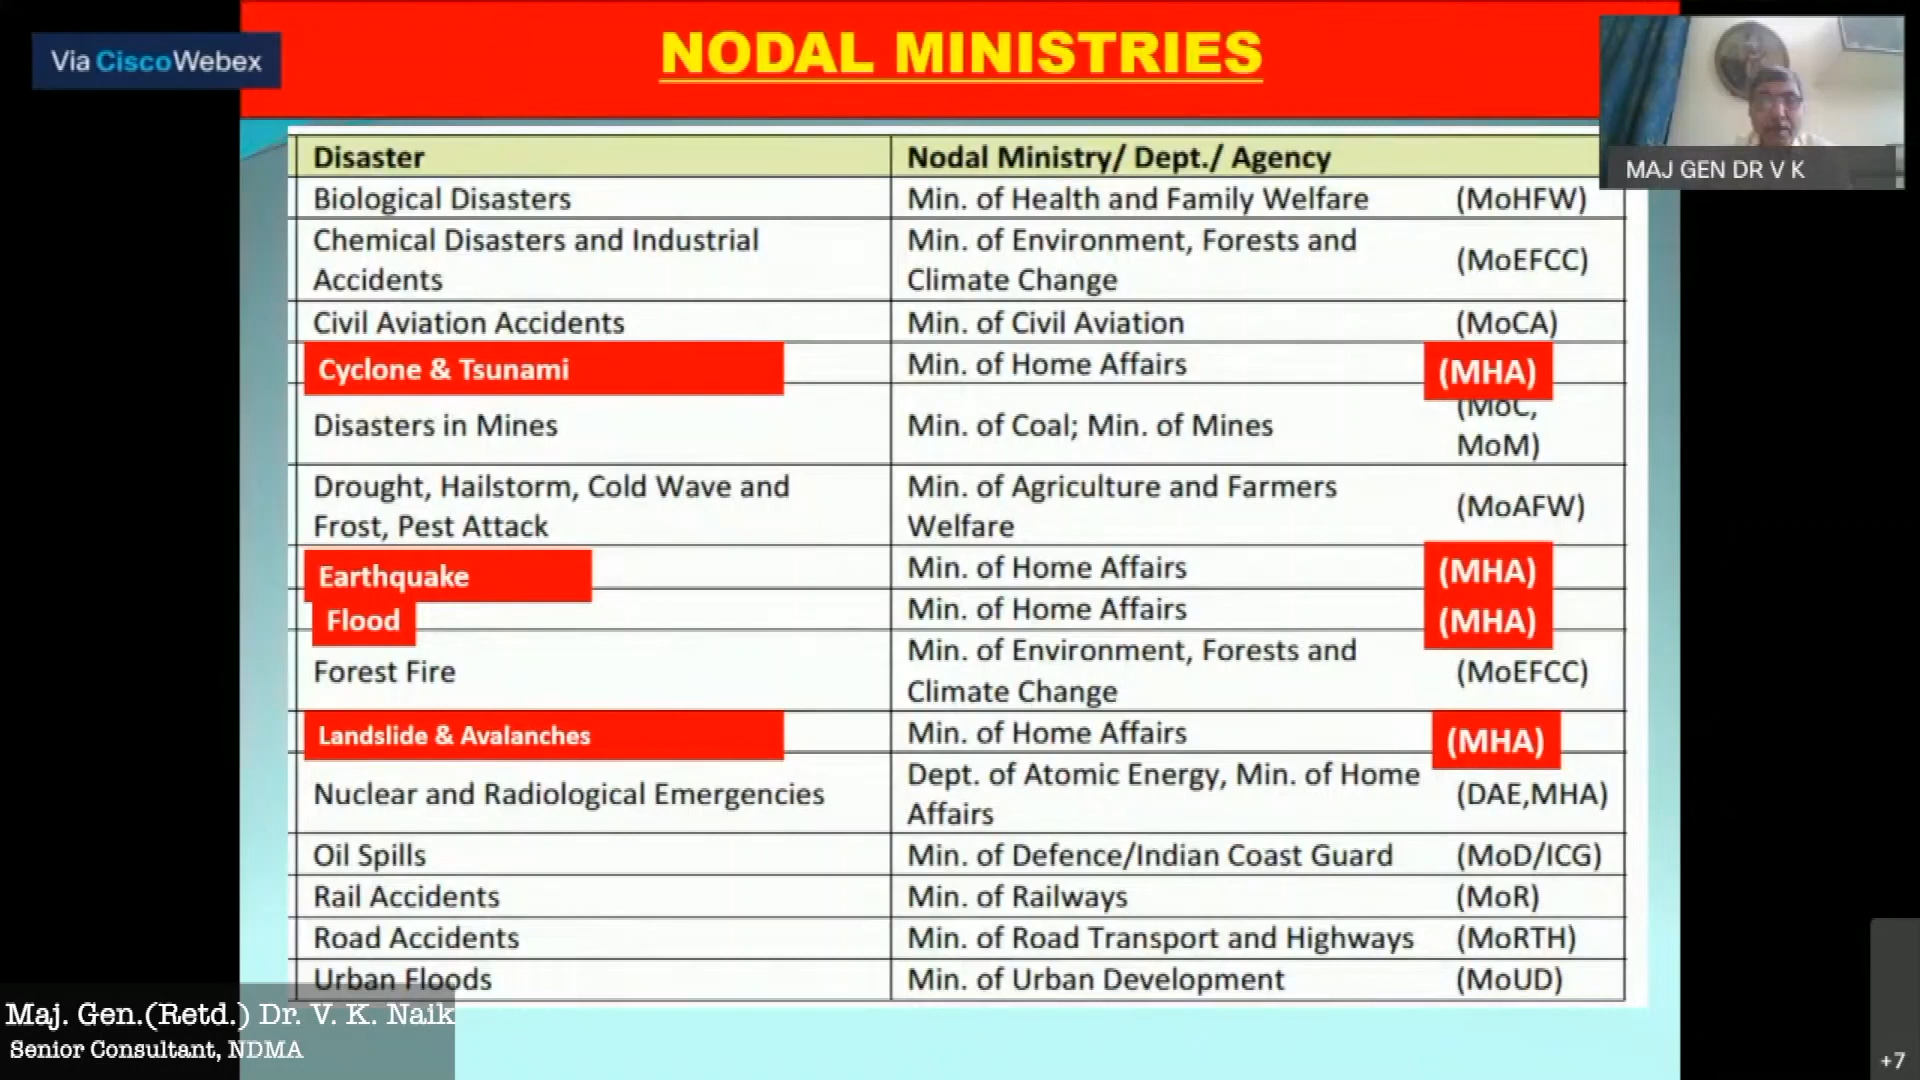 Via CiscoWebex
NODAL MINISTRIES
MAJ GEN DR V K
Disaster Nodal Ministry/ Dept./ Agency
Biological Disasters Min. of Health and Family Welfare (MoHFW)
Chemical Disasters and Industrial Accidents Min. of Environment, Forests and Climate Change (MoEFCC)
Civil Aviation Accidents Min. of Civil Aviation (MoCA)
Cyclone & Tsunami Min. of Home Affairs (MHA)
Disasters in Mines Min. of Coal; Min. of Mines (MoC, MoM)
Drought, Hailstorm, Cold Wave and Frost, Pest Attack Min. of Agriculture and Farmers Welfare (MoAFW)
Earthquake Min. of Home Affairs (MHA)
Flood Min. of Home Affairs (MHA)
Forest Fire Min. of Environment, Forests and Climate Change (MoEFCC)
Landslide & Avalanches Min. of Home Affairs (MHA)
Nuclear and Radiological Emergencies Dept. of Atomic Energy, Min. of Home Affairs (DAE,MHA)
Oil Spills Min. of Defence/Indian Coast Guard (MoD/ICG)
Rail Accidents Min. of Railways (MoR)
Road Accidents Min. of Road Transport and Highways (MoRTH)
Urban Floods Min. of Urban Development (MoUD)
Maj. Gen.(Retd.) Dr. V. K. Naik
Senior Consultant, NDMA
+7